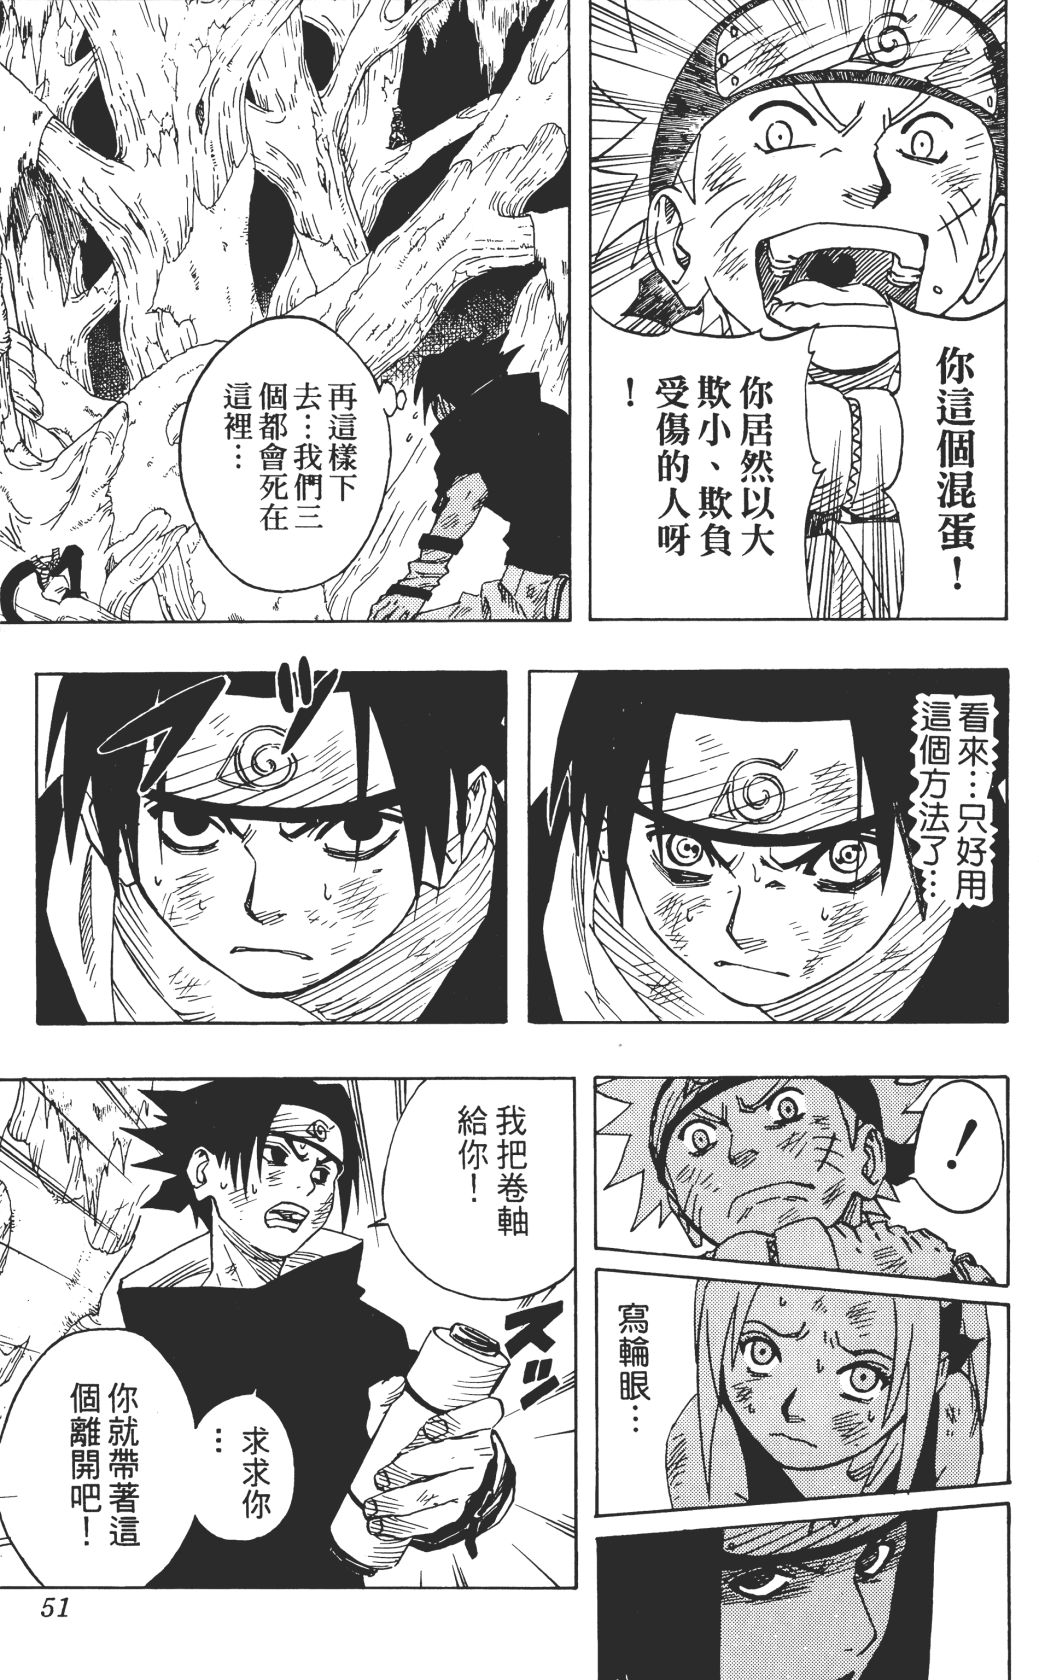 你這個混蛋！
你居然以大
欺小、欺負
受傷的人呀
！
再這樣下
去…我們三
個都會死在
這裡…
看來…只好用
這個方法了…
！
寫輪眼…
我把卷軸
給你！
スッ
求求你
…
你就帶著這
個離開吧！
51